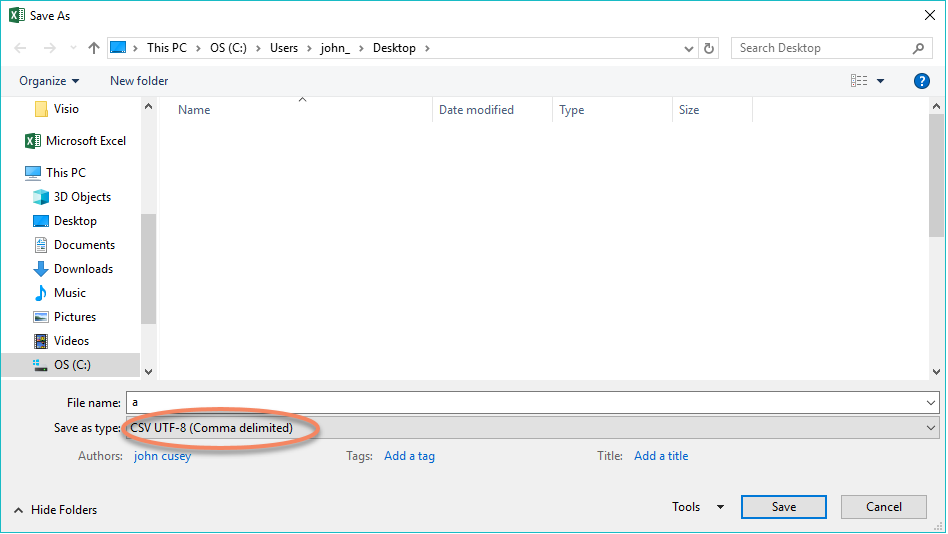 Save As
This PC > OS (C:) > Users > john_ > Desktop >
Search Desktop
Organize
New folder
?
Name
Date modified
Type
Size
Visio
Microsoft Excel
This PC
3D Objects
Desktop
Documents
Downloads
Music
Pictures
Videos
OS (C:)
File name: a
Save as type: CSV UTF-8 (Comma delimited)
Authors: john cusey
Tags: Add a tag
Title: Add a title
Hide Folders
Tools
Save
Cancel